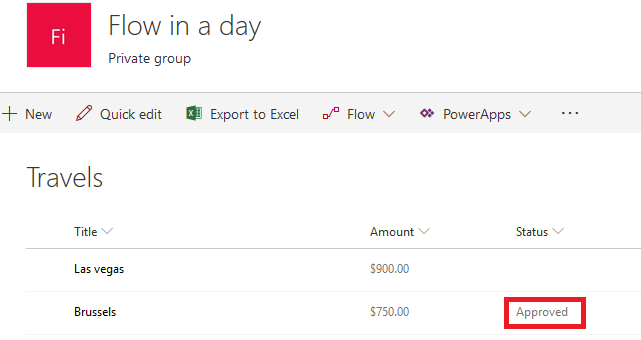 Fi
Flow in a day
Private group
New Quick edit Export to Excel Flow PowerApps ...
Travels
Title Amount Status
Las vegas $900.00
Brussels $750.00 Approved